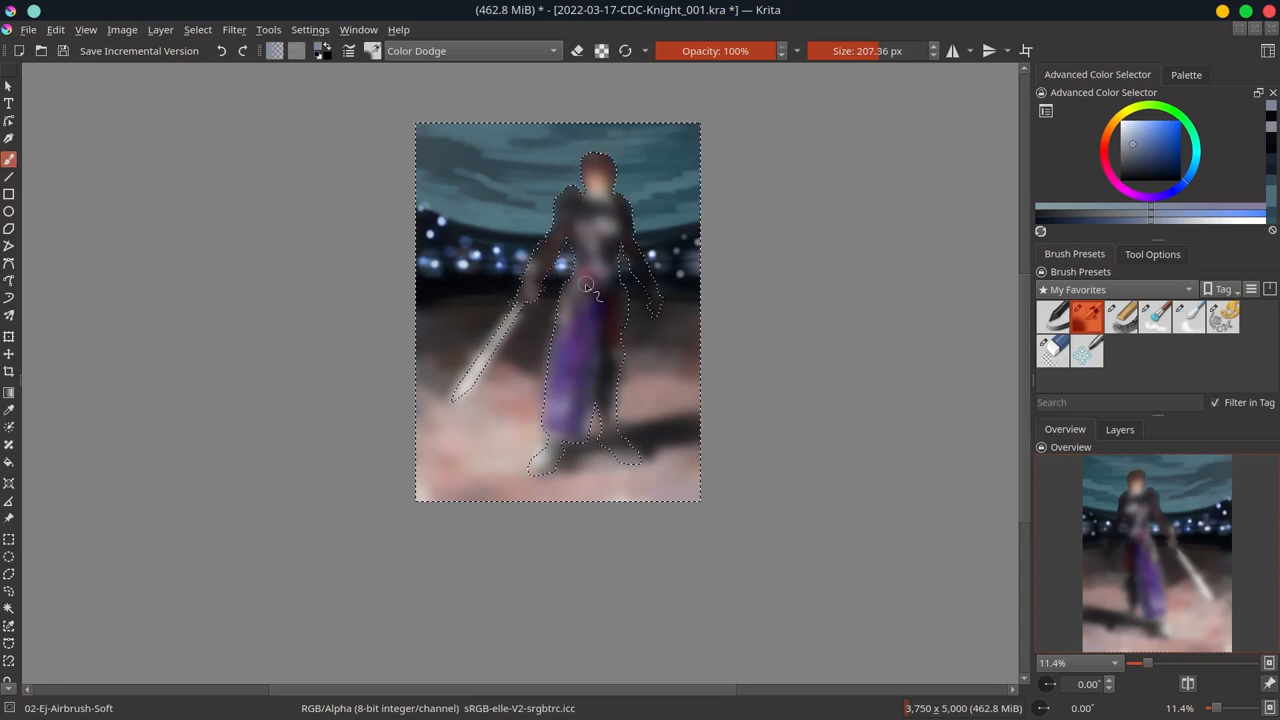 (462.8 MiB) * - [2022-03-17-CDC-Knight_001.kra *] — Krita
File Edit View Image Layer Select Filter Tools Settings Window Help
Save Incremental Version Color Dodge Opacity: 100% Size: 207.36 px
Advanced Color Selector Palette
Advanced Color Selector
Brush Presets Tool Options
Brush Presets
★ My Favorites Tag
Search Filter in Tag
Overview Layers
Overview
11.4%
0.00°
02-Ej-Airbrush-Soft RGB/Alpha (8-bit integer/channel) sRGB-elle-V2-srgbtrc.icc 3,750 x 5,000 (462.8 MiB) 0.00° 11.4%